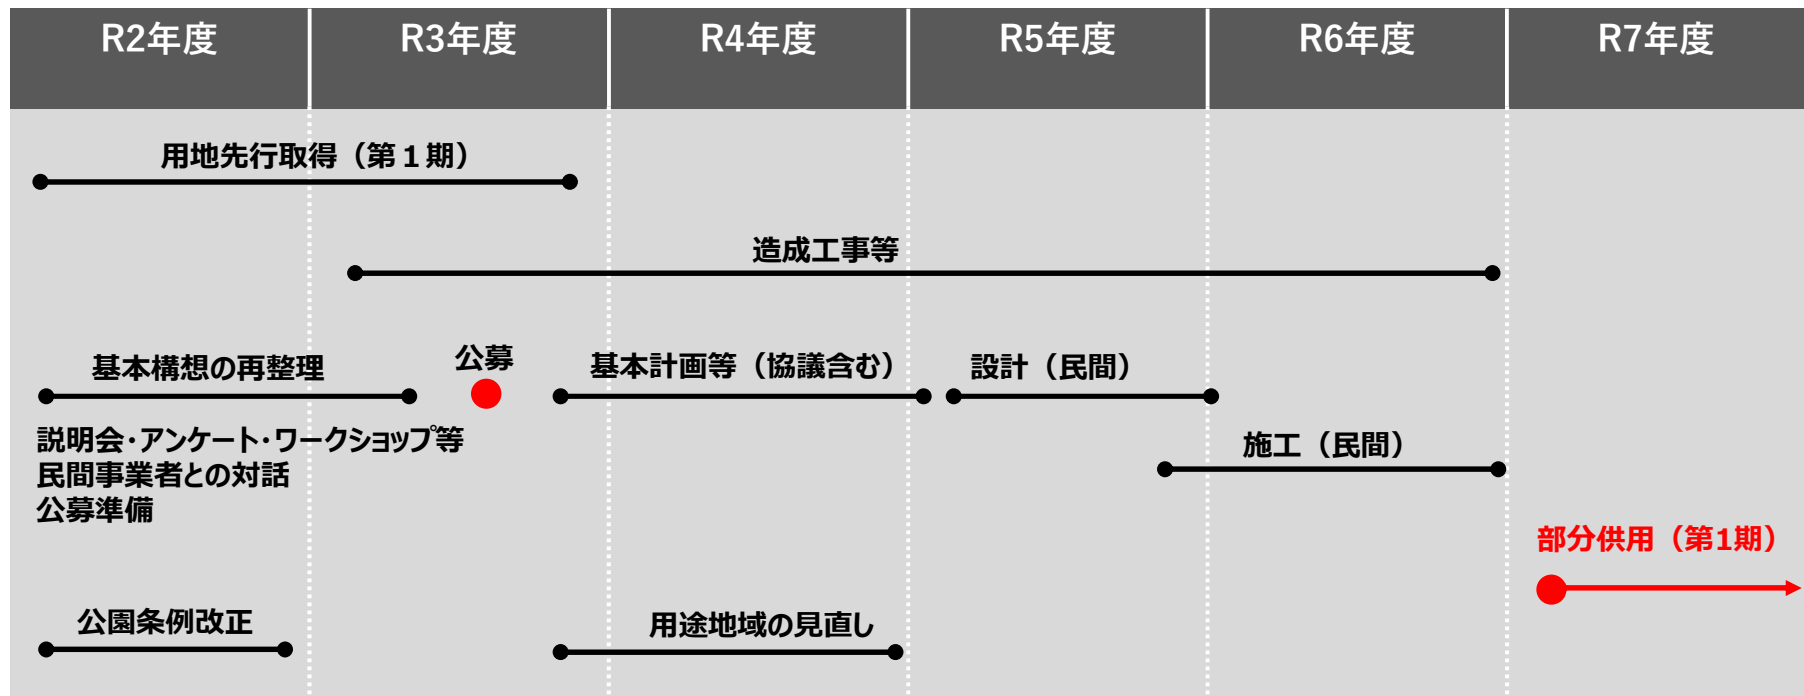 R2年度
R3年度
R4年度
R5年度
R6年度
R7年度
用地先行取得（第１期）
造成工事等
基本構想の再整理
公募
基本計画等（協議含む）
設計（民間）
説明会・アンケート・ワークショップ等
民間事業者との対話
公募準備
施工（民間）
部分供用（第1期）
公園条例改正
用途地域の見直し